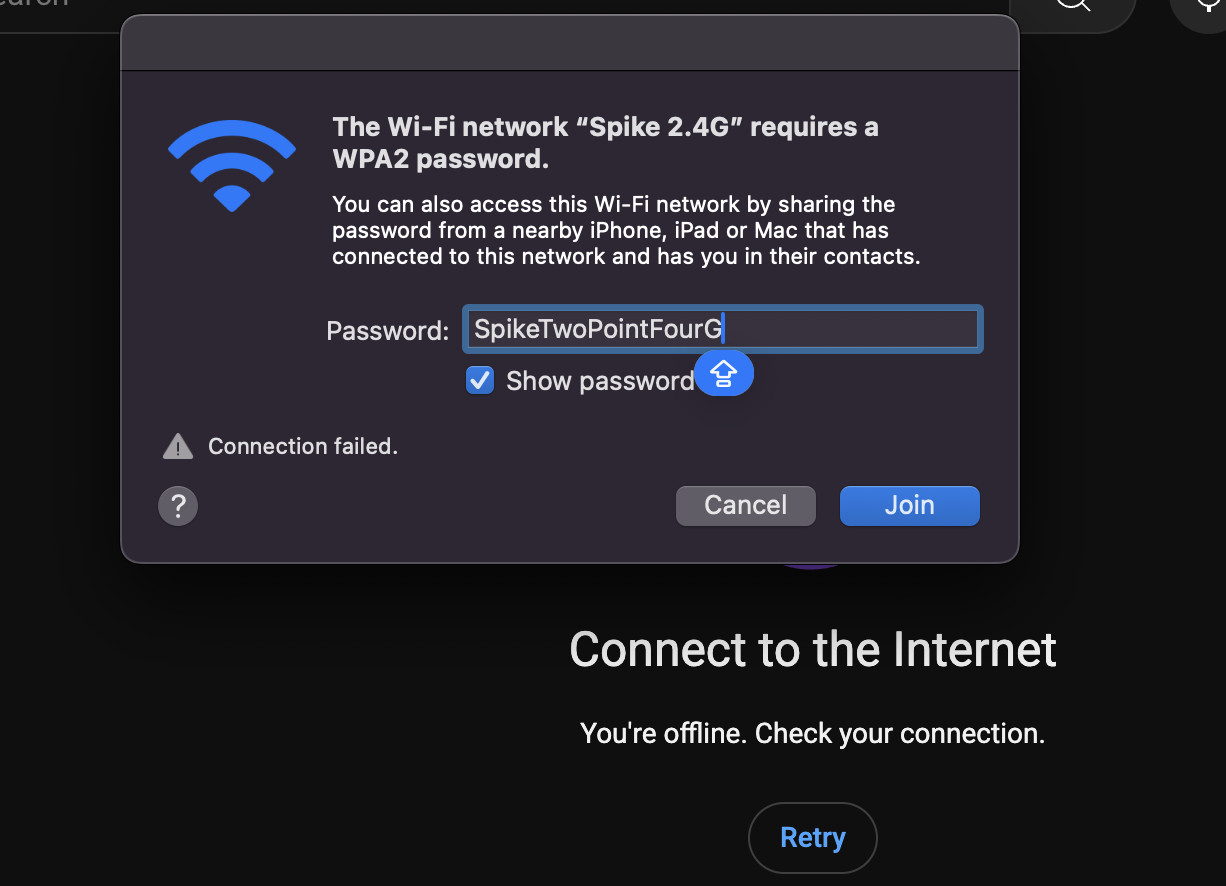 The Wi-Fi network “Spike 2.4G” requires a
WPA2 password.
You can also access this Wi-Fi network by sharing the
password from a nearby iPhone, iPad or Mac that has
connected to this network and has you in their contacts.
Password: SpikeTwoPointFourG
Show password
Connection failed.
?
Cancel
Join
Connect to the Internet
You're offline. Check your connection.
Retry